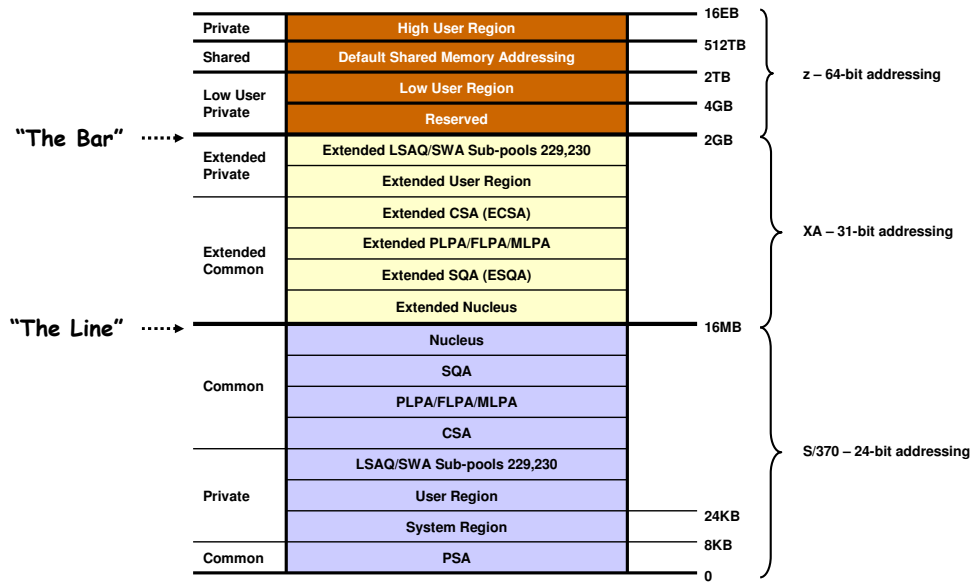 16EB
Private High User Region
512TB
Shared Default Shared Memory Addressing
2TB
z – 64-bit addressing
Low User
Private
Low User Region
4GB
Reserved
"The Bar"
2GB
Extended
Private
Extended LSAQ/SWA Sub-pools 229,230
Extended User Region
Extended CSA (ECSA)
XA – 31-bit addressing
Extended
Common
Extended PLPA/FLPA/MLPA
Extended SQA (ESQA)
Extended Nucleus
"The Line"
16MB
Nucleus
SQA
Common
PLPA/FLPA/MLPA
CSA
S/370 – 24-bit addressing
LSAQ/SWA Sub-pools 229,230
Private User Region
24KB
System Region
8KB
Common PSA
0